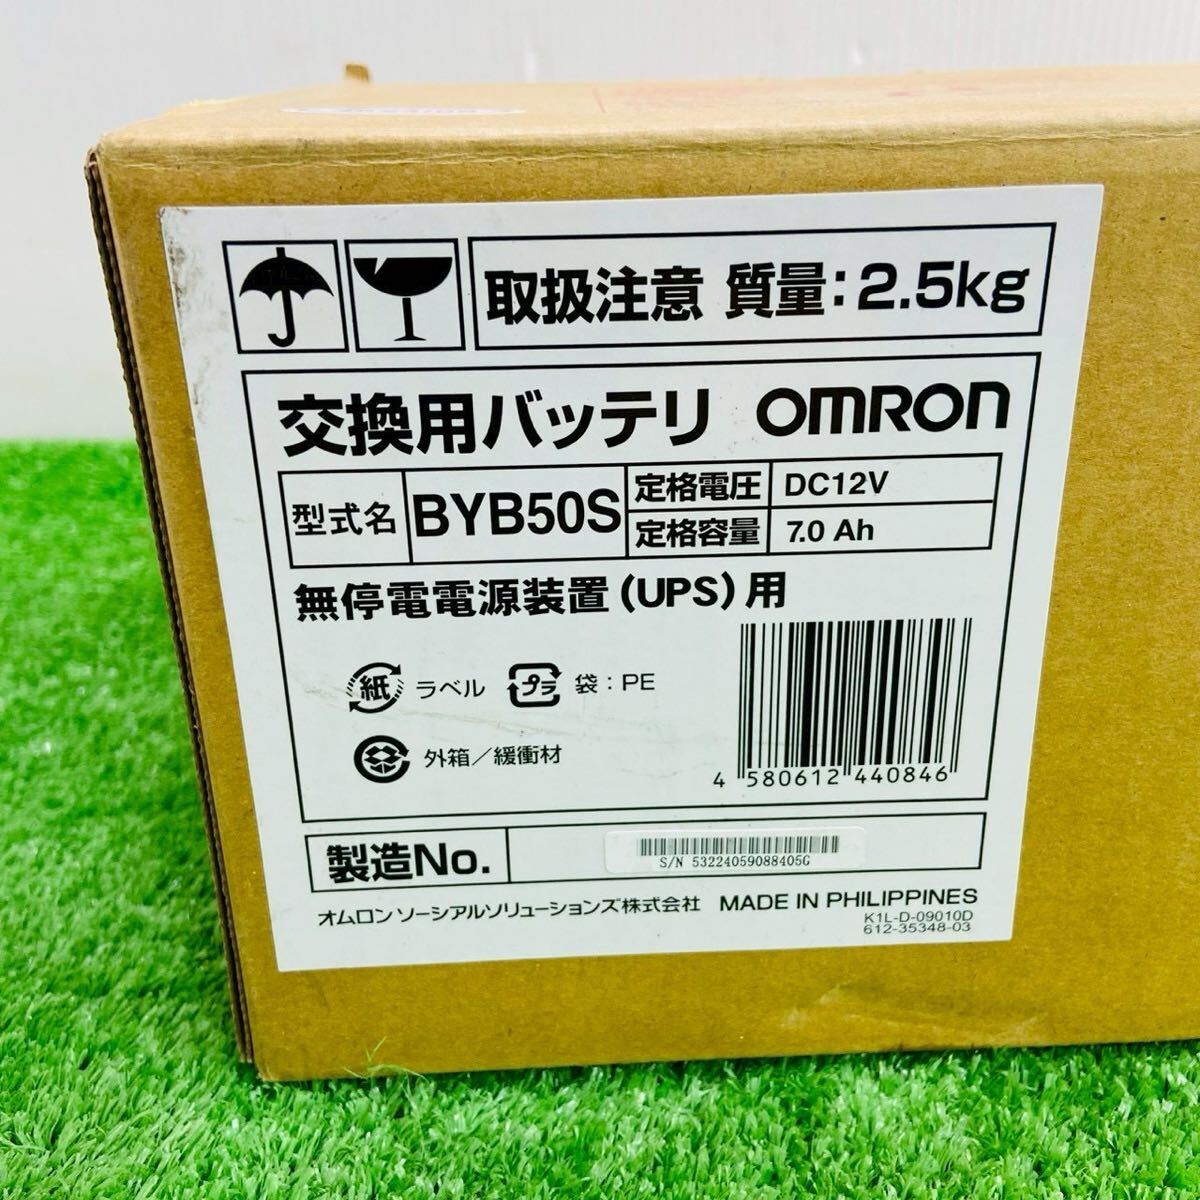 取扱注意 質量：2.5kg
交換用バッテリ OMRON
型式名 BYB50S 定格電圧 DC12V
定格容量 7.0 Ah
無停電電源装置(UPS)用
紙 ラベル プラ 袋：PE
外箱／緩衝材
4 580612 440846
製造No. S/N 53224059088405G
オムロン ソーシアルソリューションズ株式会社 MADE IN PHILIPPINES
K1L-D-09010D
612-35348-03